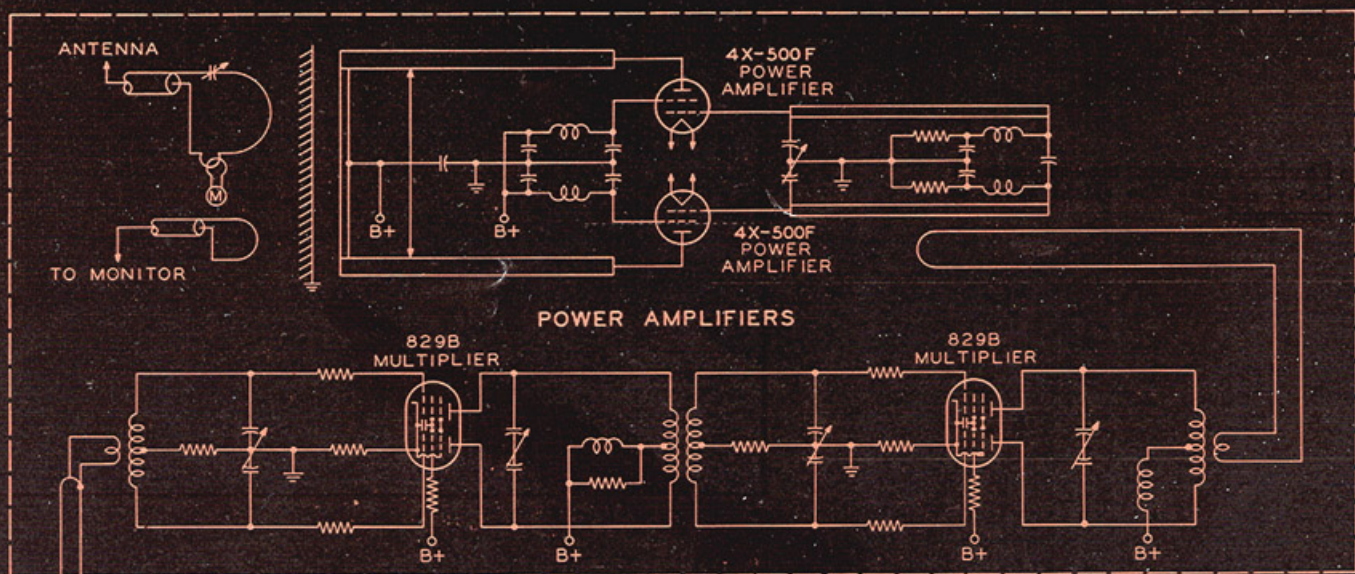 ANTENNA
4X-500F
POWER
AMPLIFIER
M
B+
B+
4X-500F
POWER
AMPLIFIER
TO MONITOR
POWER AMPLIFIERS
829B
MULTIPLIER
829B
MULTIPLIER
B+
B+
B+
B+